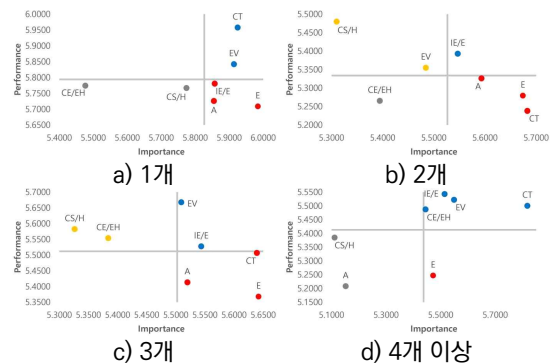 6.0000
5.9500
5.9000
5.8500
5.8000
5.7500
5.7000
5.6500
Performance
CT
EV
CE/EH
CS/H
IE/E
A
E
5.4000 5.5000 5.6000 5.7000 5.8000 5.9000 6.0000
Importance
a) 1개
5.5000
5.4500
5.4000
5.3500
5.3000
5.2500
5.2000
Performance
CS/H
EV
IE/E
CE/EH
A
E
CT
5.3000 5.5000 5.7000
Importance
b) 2개
5.7000
5.6500
5.6000
5.5500
5.5000
5.4500
5.4000
5.3500
Performance
CS/H
CE/EH
EV
IE/E
CT
A
E
5.3000 5.3500 5.4000 5.4500 5.5000 5.5500 5.6000 5.6500
Importance
c) 3개
5.5500
5.5000
5.4500
5.4000
5.3500
5.3000
5.2500
5.2000
5.1500
Performance
IE/E
CT
EV
CE/EH
CS/H
E
A
5.1000 5.3000 5.5000 5.7000
Importance
d) 4개 이상